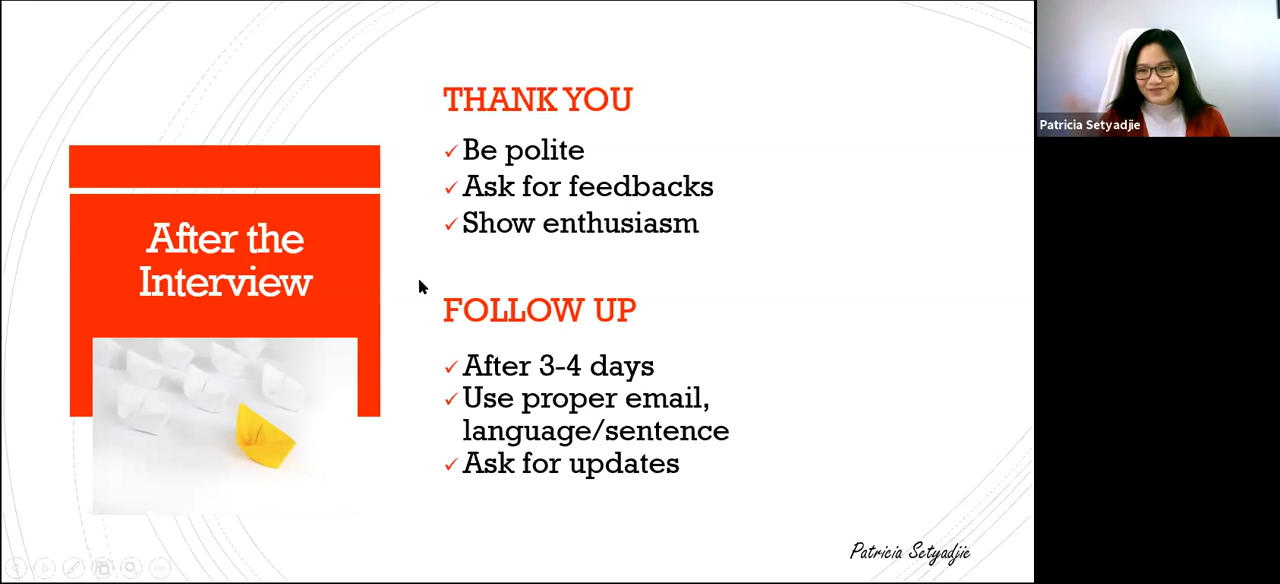 After the
Interview
THANK YOU
Be polite
Ask for feedbacks
Show enthusiasm
FOLLOW UP
After 3-4 days
Use proper email,
language/sentence
Ask for updates
Patricia Setyadjie
Patricia Setyadjie